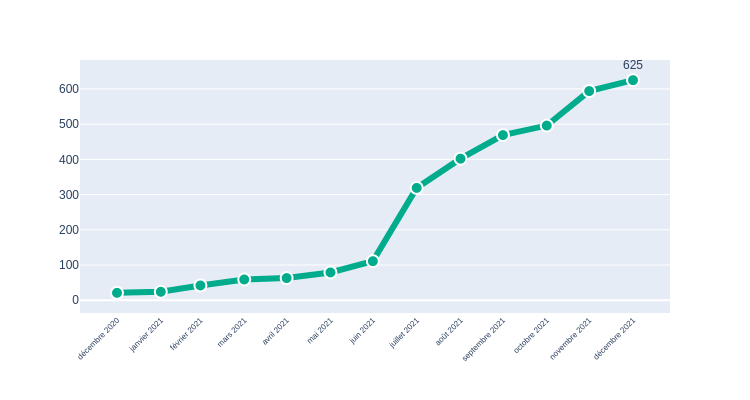 625
600
500
400
300
200
100
0
décembre 2020
janvier 2021
février 2021
mars 2021
avril 2021
mai 2021
juin 2021
juillet 2021
août 2021
septembre 2021
octobre 2021
novembre 2021
décembre 2021